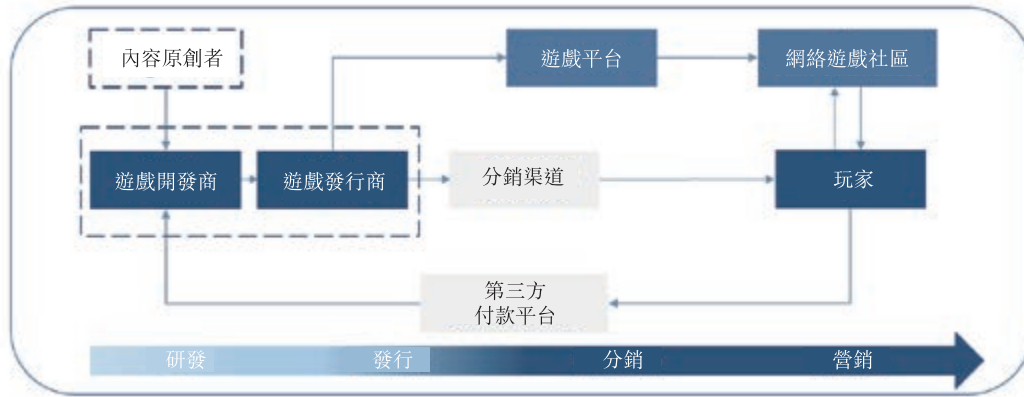 內容原創者
遊戲平台
網絡遊戲社區
遊戲開發商
遊戲發行商
分銷渠道
玩家
第三方
付款平台
研發
發行
分銷
營銷